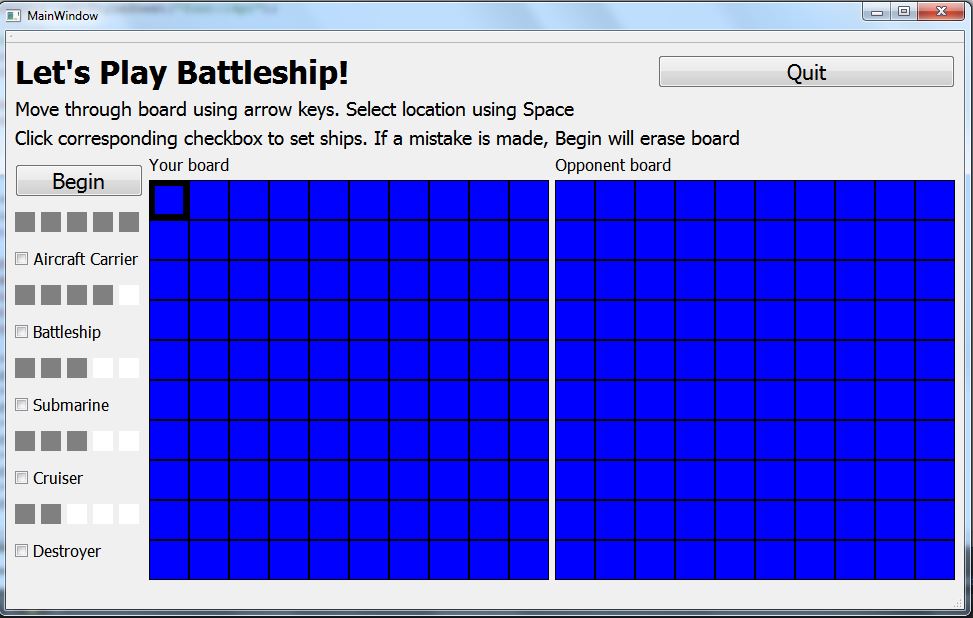 MainWindow
Let's Play Battleship!
Quit
Move through board using arrow keys. Select location using Space
Click corresponding checkbox to set ships. If a mistake is made, Begin will erase board
Begin
Your board
Opponent board
Aircraft Carrier
Battleship
Submarine
Cruiser
Destroyer